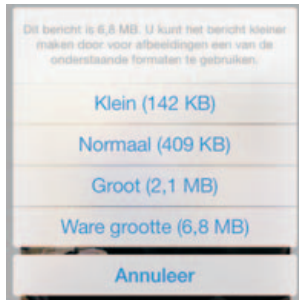 Dit bericht is 6,8 MB. U kunt het bericht kleiner
maken door voor afbeeldingen een van de
onderstaande formaten te gebruiken.
Klein (142 KB)
Normaal (409 KB)
Groot (2,1 MB)
Ware grootte (6,8 MB)
Annuleer